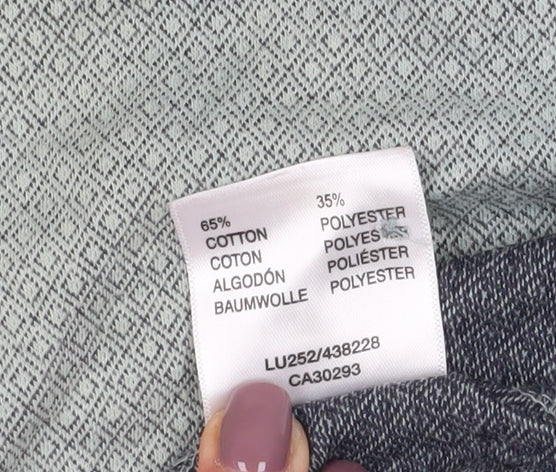 65%
COTTON
COTON
ALGODÓN
BAUMWOLLE
35%
POLYESTER
POLIÉSTER
POLYESTER
LU252/438228
CA30293